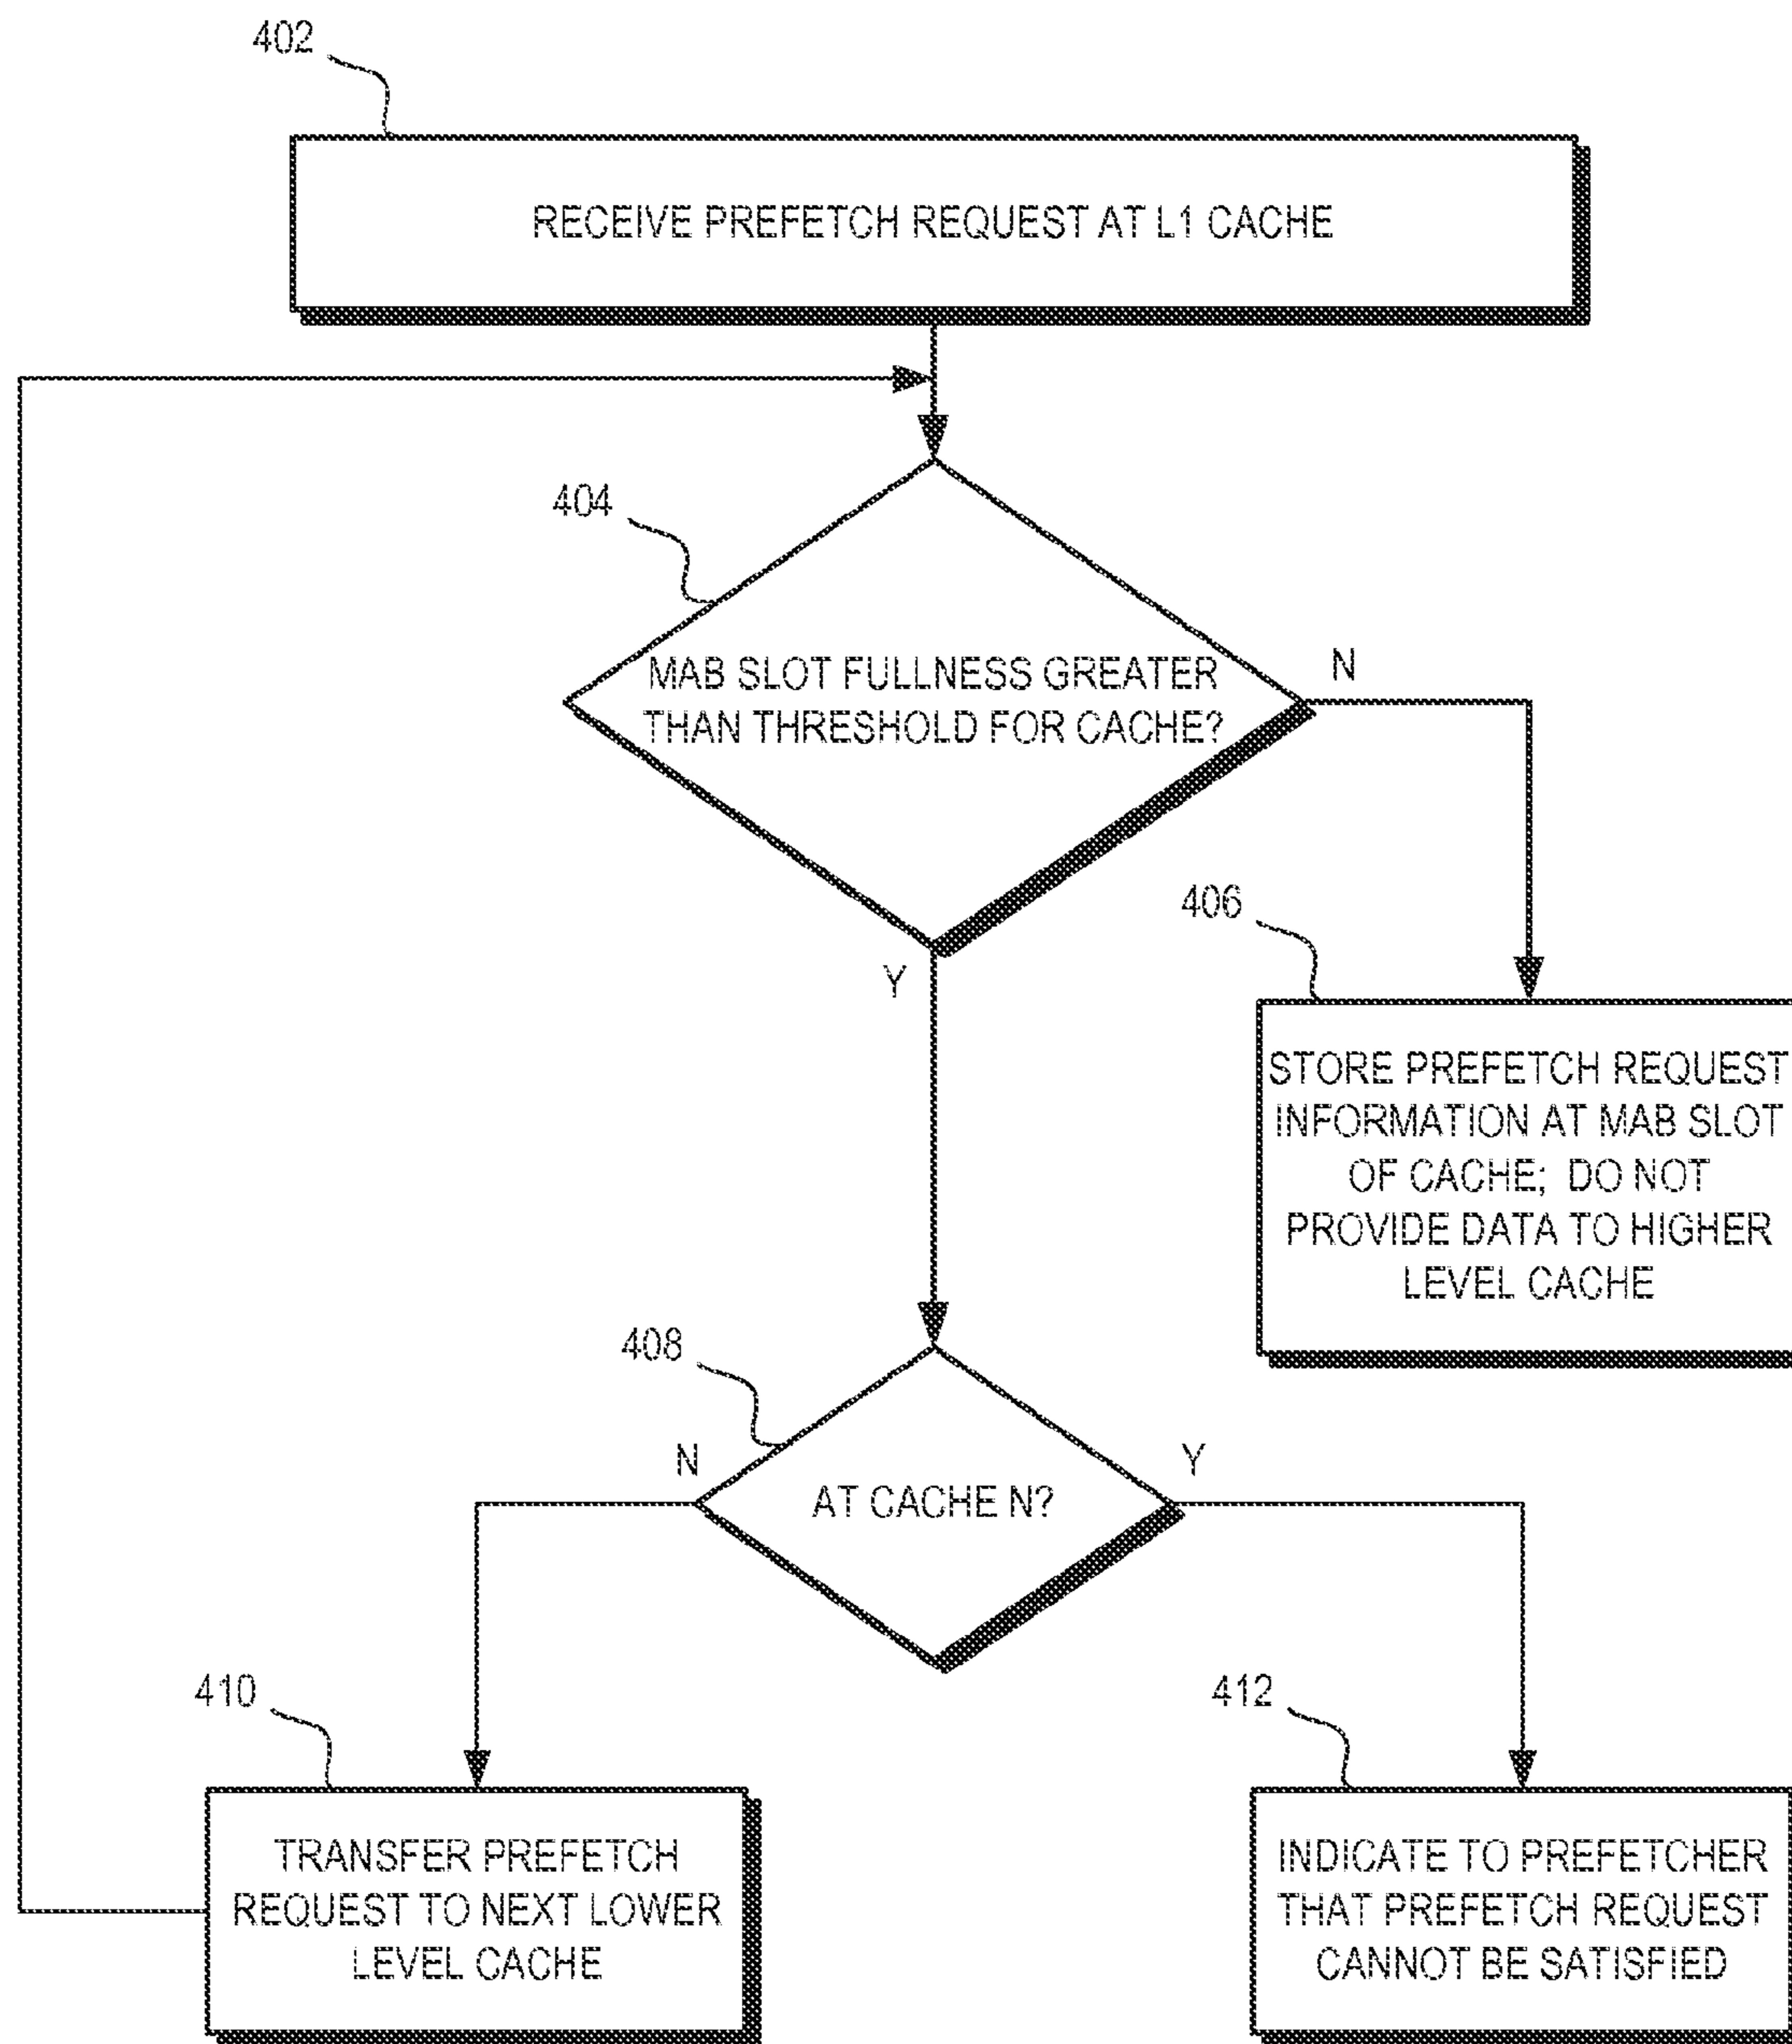 402
RECEIVE PREFETCH REQUEST AT L1 CACHE
404
MAB SLOT FULLNESS GREATER
THAN THRESHOLD FOR CACHE?
N
Y
406
STORE PREFETCH REQUEST
INFORMATION AT MAB SLOT
OF CACHE; DO NOT
PROVIDE DATA TO HIGHER
LEVEL CACHE
408
N
AT CACHE N?
Y
410
TRANSFER PREFETCH
REQUEST TO NEXT LOWER
LEVEL CACHE
412
INDICATE TO PREFETCHER
THAT PREFETCH REQUEST
CANNOT BE SATISFIED